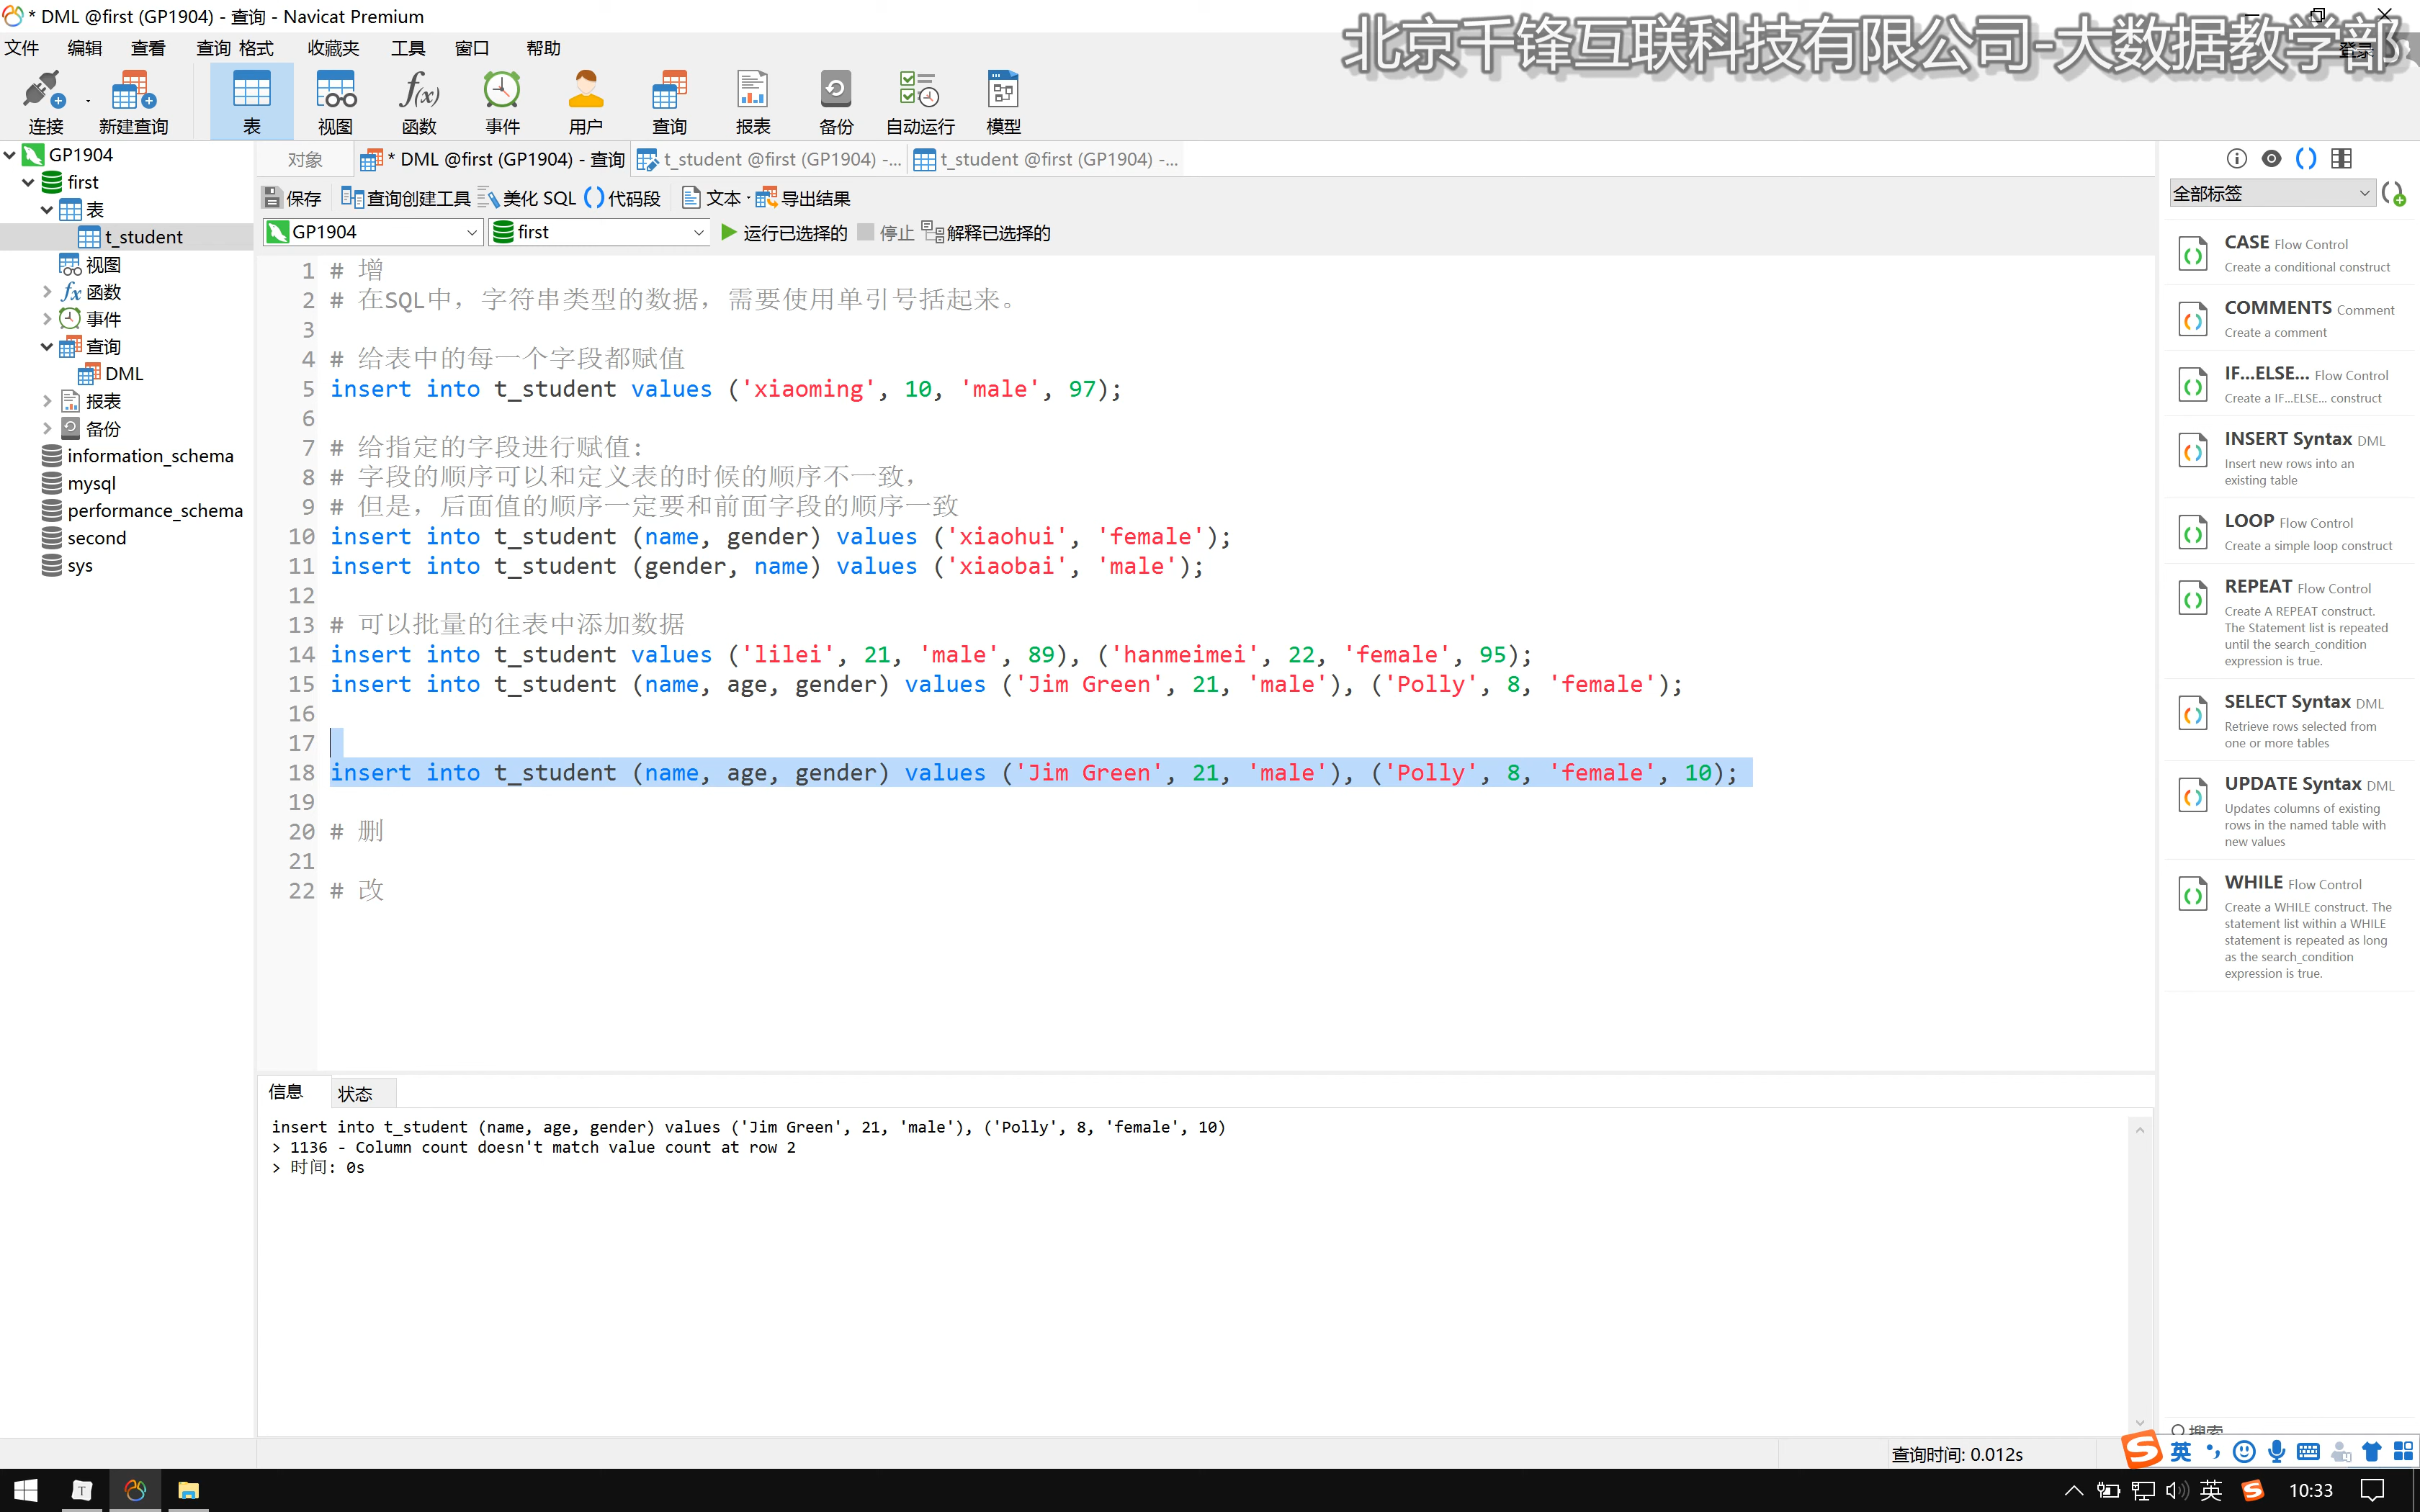 * DML @first (GP1904) - 查询 - Navicat Premium
北京千锋互联科技有限公司-大数据教学部
文件 编辑 查看 查询 格式 收藏夹 工具 窗口 帮助
登录
连接 新建查询 表 视图 函数 事件 用户 查询 报表 备份 自动运行 模型
对象 * DML @first (GP1904) - 查询 t_student @first (GP1904) -... t_student @first (GP1904) -...
保存 查询创建工具 美化 SQL 代码段 文本 导出结果
GP1904 first 运行已选择的 停止 解释已选择的
GP1904
first
表
t_student
视图
函数
事件
查询
DML
报表
备份
information_schema
mysql
performance_schema
second
sys
1 # 增
2 # 在SQL中，字符串类型的数据，需要使用单引号括起来。
3
4 # 给表中的每一个字段都赋值
5 insert into t_student values ('xiaoming', 10, 'male', 97);
6
7 # 给指定的字段进行赋值：
8 # 字段的顺序可以和定义表的时候的顺序不一致，
9 # 但是，后面值的顺序一定要和前面字段的顺序一致
10 insert into t_student (name, gender) values ('xiaohui', 'female');
11 insert into t_student (gender, name) values ('xiaobai', 'male');
12
13 # 可以批量的往表中添加数据
14 insert into t_student values ('lilei', 21, 'male', 89), ('hanmeimei', 22, 'female', 95);
15 insert into t_student (name, age, gender) values ('Jim Green', 21, 'male'), ('Polly', 8, 'female');
16
17
18 insert into t_student (name, age, gender) values ('Jim Green', 21, 'male'), ('Polly', 8, 'female', 10);
19
20 # 删
21
22 # 改
信息 状态
insert into t_student (name, age, gender) values ('Jim Green', 21, 'male'), ('Polly', 8, 'female', 10)
> 1136 - Column count doesn't match value count at row 2
> 时间: 0s
全部标签
CASE Flow Control
Create a conditional construct
COMMENTS Comment
Create a comment
IF...ELSE... Flow Control
Create a IF...ELSE... construct
INSERT Syntax DML
Insert new rows into an
existing table
LOOP Flow Control
Create a simple loop construct
REPEAT Flow Control
Create A REPEAT construct.
The Statement list is repeated
until the search_condition
expression is true.
SELECT Syntax DML
Retrieve rows selected from
one or more tables
UPDATE Syntax DML
Updates columns of existing
rows in the named table with
new values
WHILE Flow Control
Create a WHILE construct. The
statement list within a WHILE
statement is repeated as long
as the search_condition
expression is true.
搜索
查询时间: 0.012s
英
英 10:33